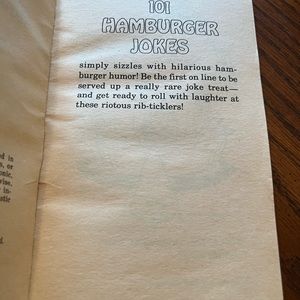 101
HAMBURGER
JOKES
simply sizzles with hilarious ham-
burger humor! Be the first on line to be
served up a really rare joke treat—
and get ready to roll with laughter at
these riotous rib-ticklers!